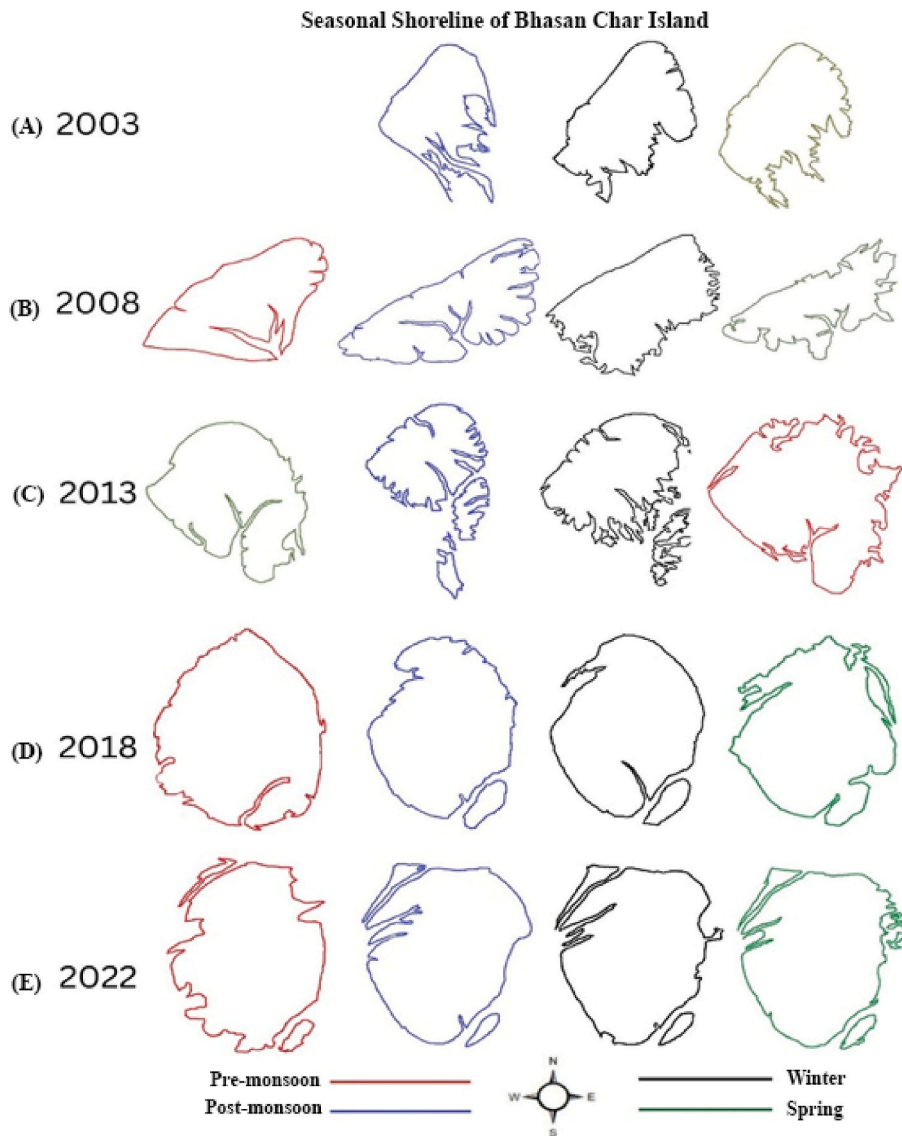 Seasonal Shoreline of Bhasan Char Island
(A) 2003
(B) 2008
(C) 2013
(D) 2018
(E) 2022
Pre-monsoon
Post-monsoon
N
W E
S
Winter
Spring